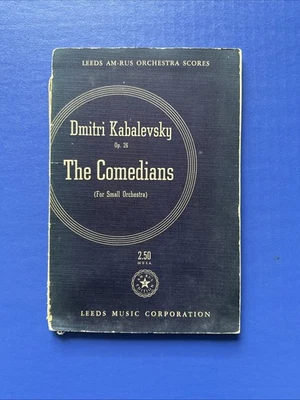 LEEDS AM-RUS ORCHESTRA SCORES
Dmitri Kabalevsky
Op. 26
The Comedians
(For Small Orchestra)
2.50
IN U.S.A.
LEEDS MUSIC CORPORATION